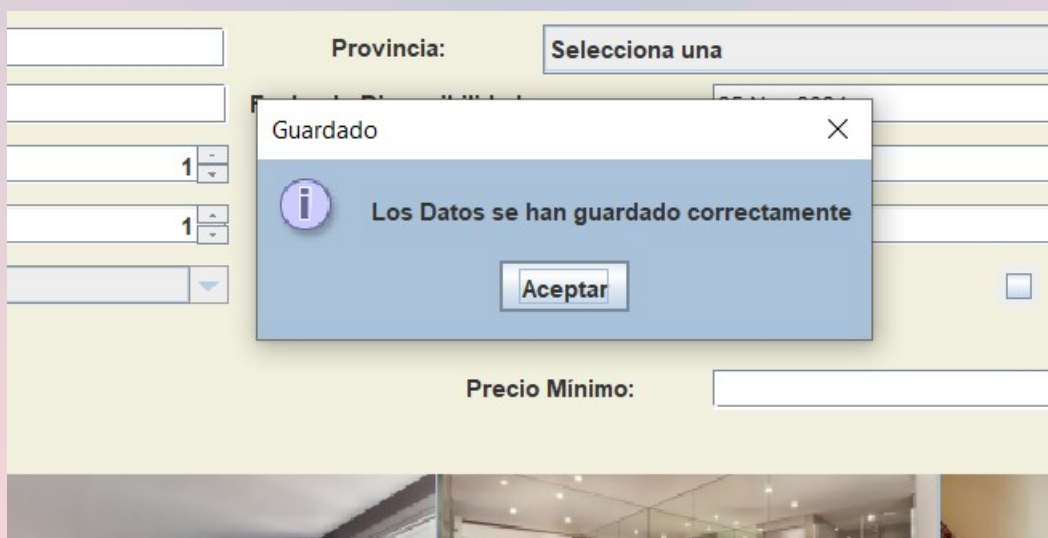 Provincia:
Selecciona una
Guardado
1
Los Datos se han guardado correctamente
1
Aceptar
Precio Mínimo: